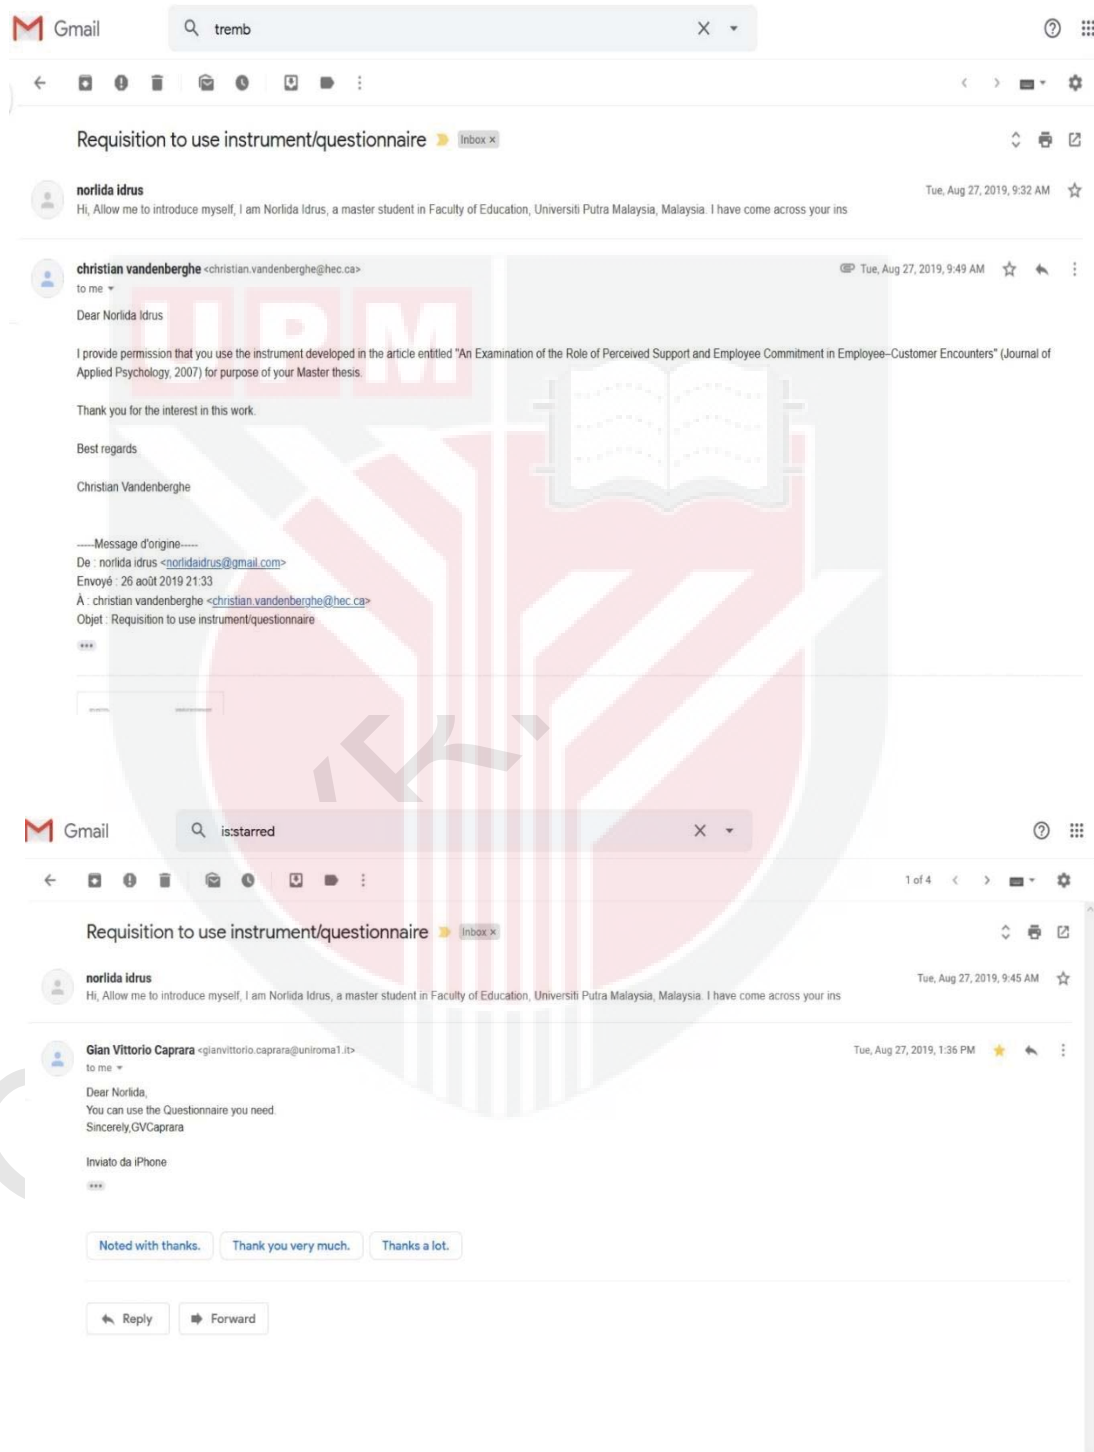 Gmail
tremb
Requisition to use instrument/questionnaire Inbox x
norlida idrus Tue, Aug 27, 2019, 9:32 AM
Hi, Allow me to introduce myself, I am Norlida Idrus, a master student in Faculty of Education, Universiti Putra Malaysia, Malaysia. I have come across your ins
christian vandenberghe <christian.vandenberghe@hec.ca> Tue, Aug 27, 2019, 9:49 AM
to me
UPM
Dear Norlida Idrus
I provide permission that you use the instrument developed in the article entitled "An Examination of the Role of Perceived Support and Employee Commitment in Employee–Customer Encounters" (Journal of
Applied Psychology, 2007) for purpose of your Master thesis.
Thank you for the interest in this work.
Best regards
Christian Vandenberghe
-----Message d'origine-----
De : norlida idrus <norlidaidrus@gmail.com>
Envoyé : 26 août 2019 21:33
À : christian vandenberghe <christian.vandenberghe@hec.ca>
Objet : Requisition to use instrument/questionnaire
Gmail
is:starred
1 of 4
Requisition to use instrument/questionnaire Inbox x
norlida idrus Tue, Aug 27, 2019, 9:45 AM
Hi, Allow me to introduce myself, I am Norlida Idrus, a master student in Faculty of Education, Universiti Putra Malaysia, Malaysia. I have come across your ins
Gian Vittorio Caprara <gianvittorio.caprara@uniroma1.it> Tue, Aug 27, 2019, 1:36 PM
to me
Dear Norlida,
You can use the Questionnaire you need.
Sincerely,GVCaprara
Inviato da iPhone
Noted with thanks. Thank you very much. Thanks a lot.
Reply Forward